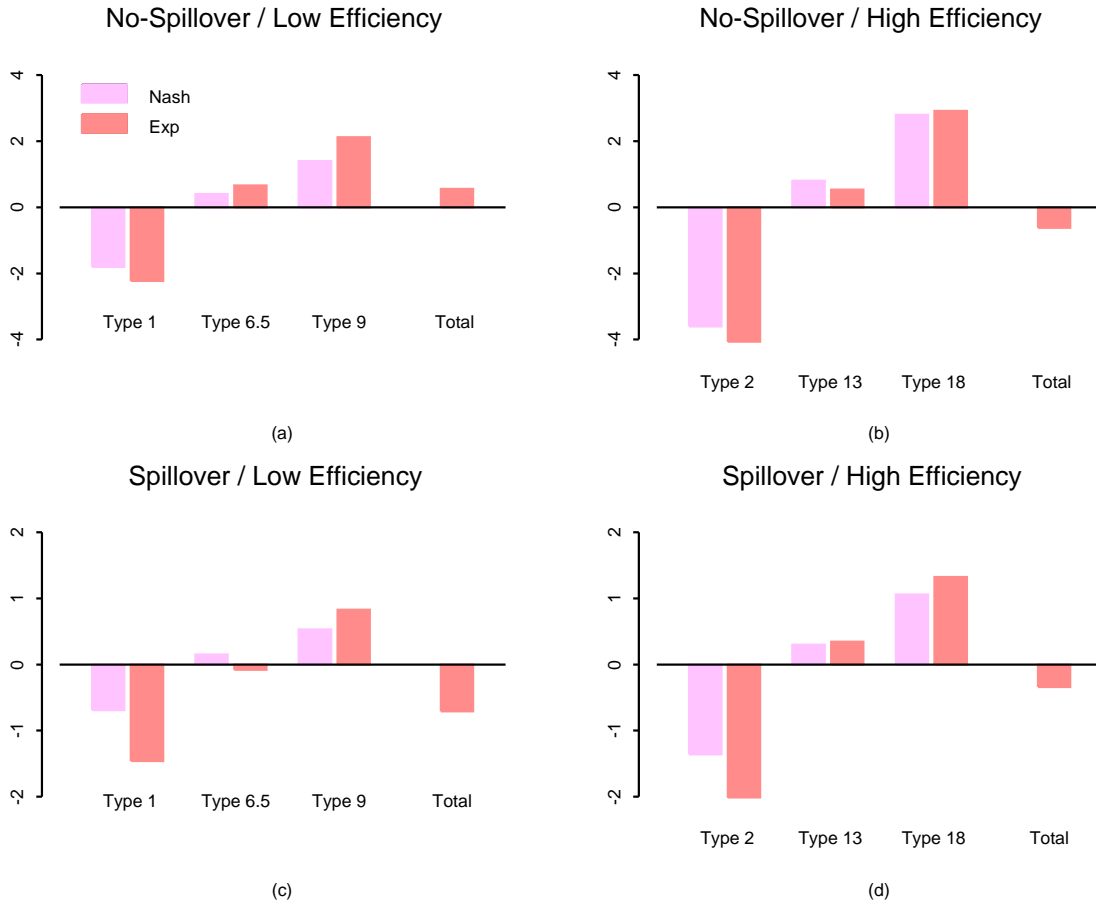 No-Spillover / Low Efficiency
No-Spillover / High Efficiency
4
2
0
-2
-4
Nash
Exp
Type 1
Type 6.5
Type 9
Total
(a)
4
2
0
-2
-4
Type 2
Type 13
Type 18
Total
(b)
Spillover / Low Efficiency
Spillover / High Efficiency
2
1
0
-1
-2
Type 1
Type 6.5
Type 9
Total
(c)
2
1
0
-1
-2
Type 2
Type 13
Type 18
Total
(d)